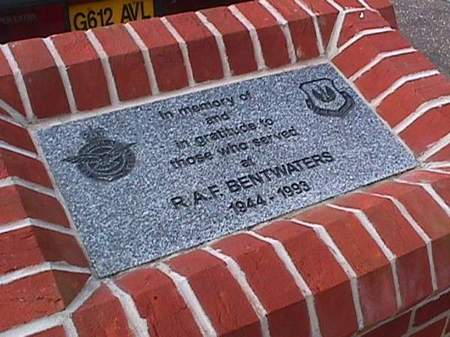 G612 AVL
In memory of
and
in gratitude to
those who served
at
R.A.F. BENTWATERS
1944 - 1993